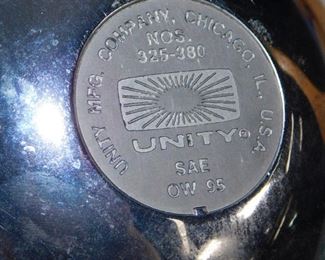 UNITY MFG. COMPANY, CHICAGO, IL., U.S.A.
NOS.
325-380
UNITY®
SAE
OW 95